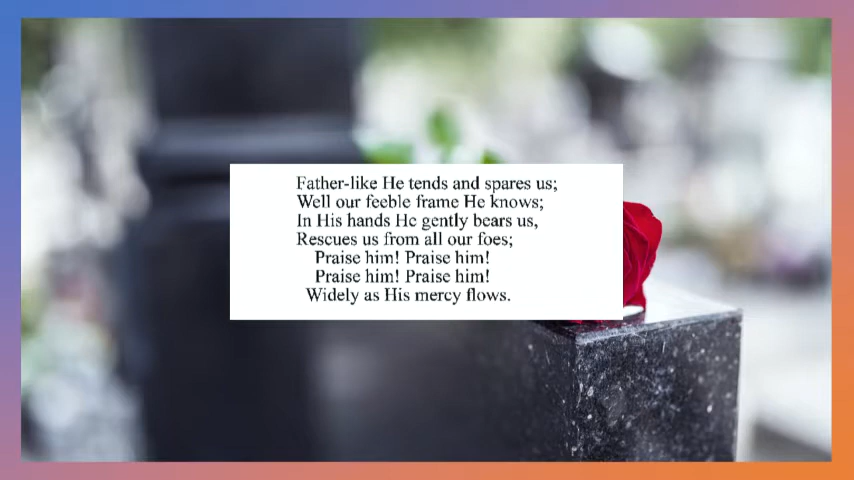 Father-like He tends and spares us;
Well our feeble frame He knows;
In His hands He gently bears us,
Rescues us from all our foes;
Praise him! Praise him!
Praise him! Praise him!
Widely as His mercy flows.